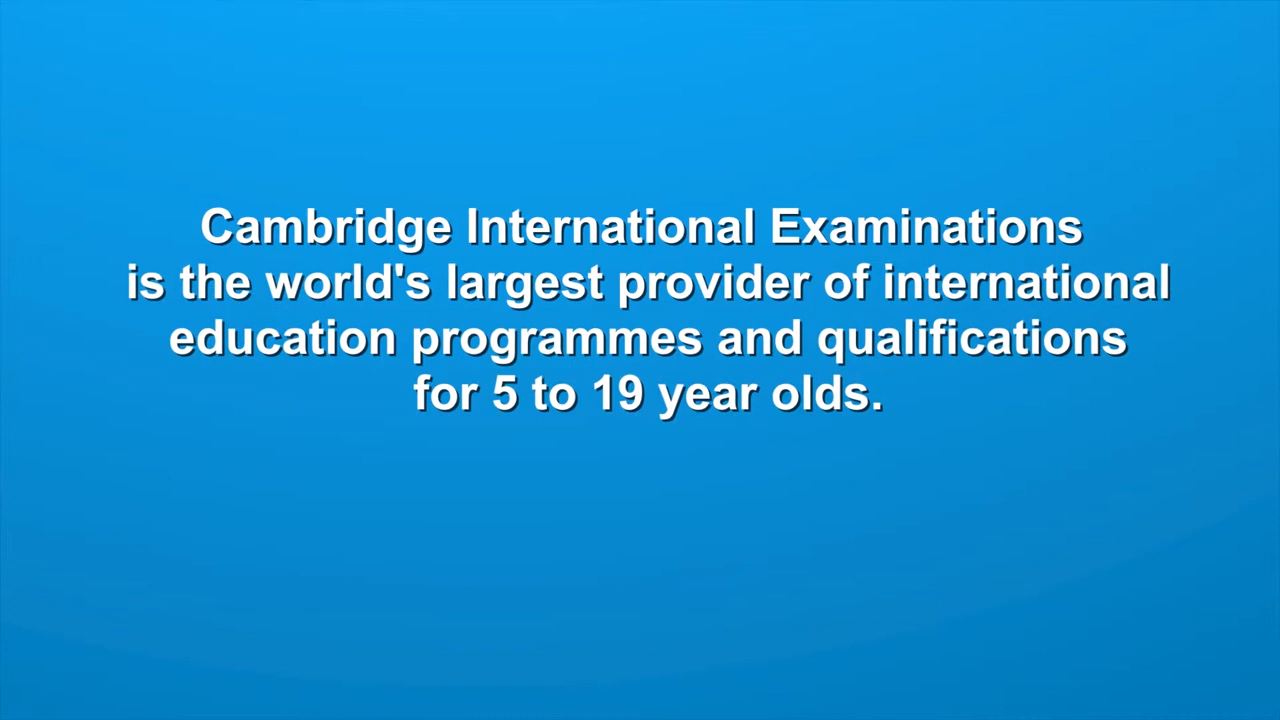 Cambridge International Examinations
is the world's largest provider of international
education programmes and qualifications
for 5 to 19 year olds.